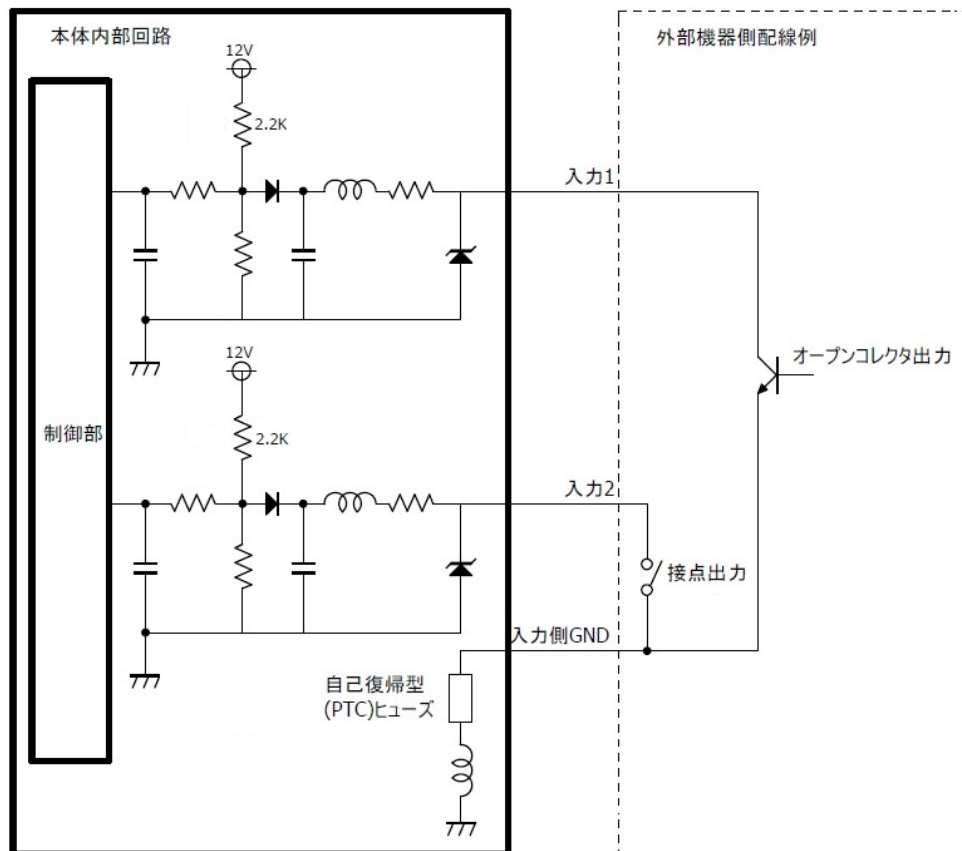 本体内部回路
外部機器側配線例
12V
2.2K
入力1
オープンコレクタ出力
12V
制御部
2.2K
入力2
接点出力
入力側GND
自己復帰型
(PTC)ヒューズ